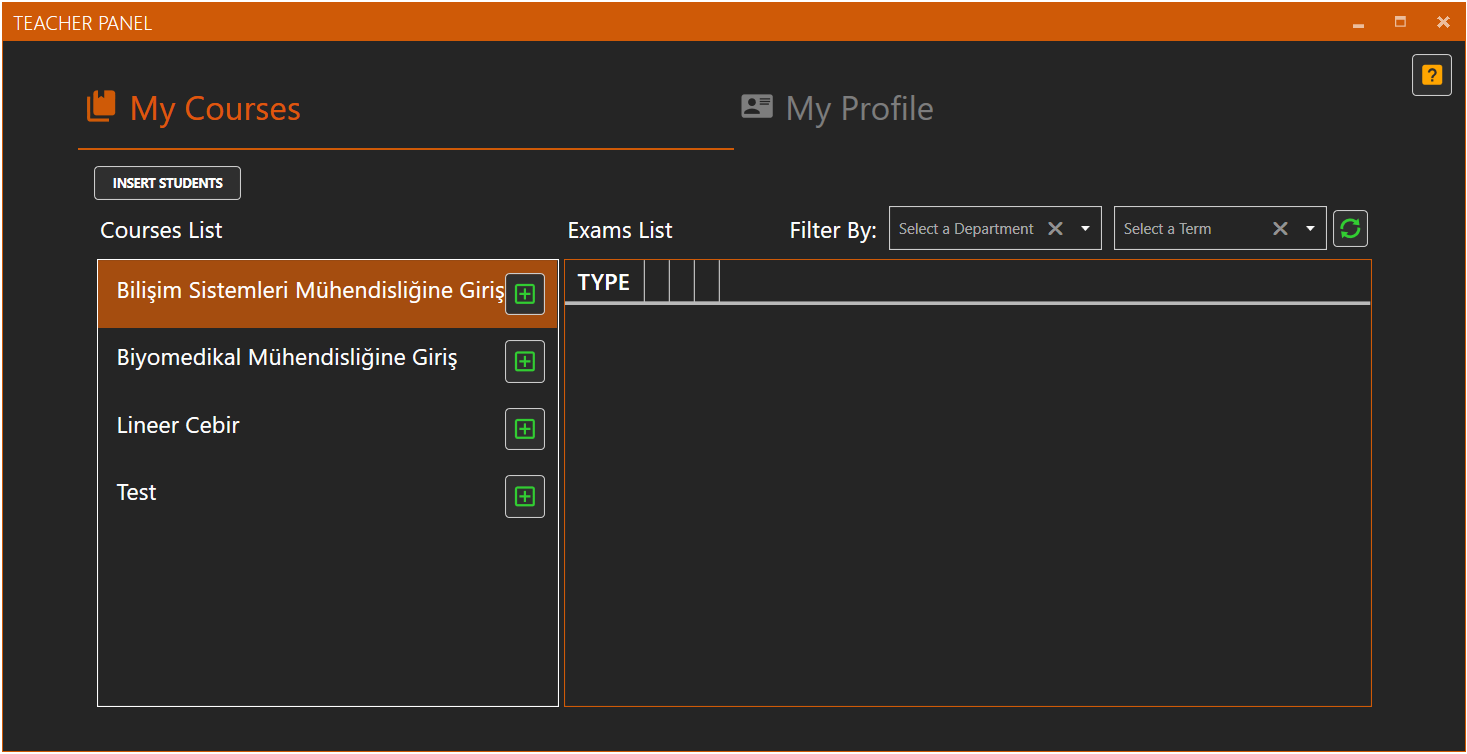 TEACHER PANEL
?
My Courses
My Profile
INSERT STUDENTS
Courses List
Exams List
Filter By:
Select a Department
Select a Term
Bilişim Sistemleri Mühendisliğine Giriş
TYPE
Biyomedikal Mühendisliğine Giriş
Lineer Cebir
Test